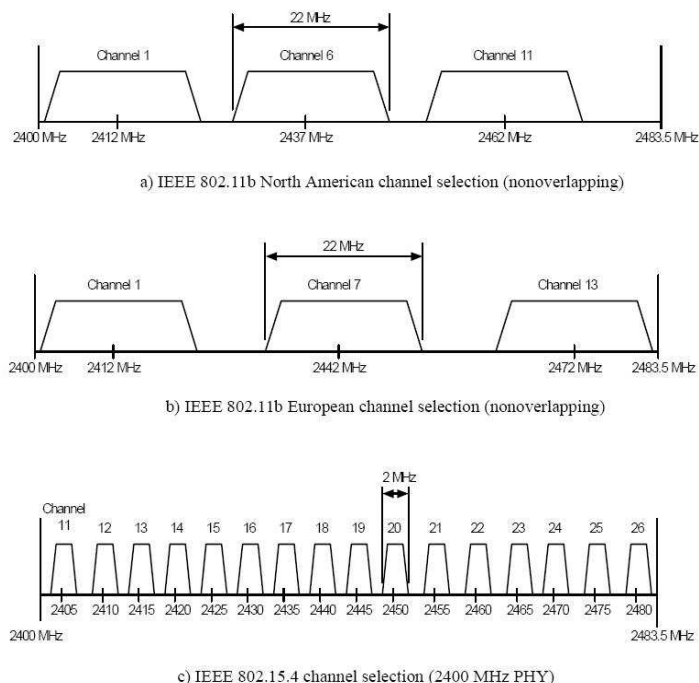 22 MHz
Channel 1 Channel 6 Channel 11
2400 MHz 2412 MHz 2437 MHz 2462 MHz 2483.5 MHz
a) IEEE 802.11b North American channel selection (nonoverlapping)
22 MHz
Channel 1 Channel 7 Channel 13
2400 MHz 2412 MHz 2442 MHz 2472 MHz 2483.5 MHz
b) IEEE 802.11b European channel selection (nonoverlapping)
2 MHz
Channel
11 12 13 14 15 16 17 18 19 20 21 22 23 24 25 26
2405 2410 2415 2420 2425 2430 2435 2440 2445 2450 2455 2460 2465 2470 2475 2480
2400 MHz 2483.5 MHz
c) IEEE 802.15.4 channel selection (2400 MHz PHY)